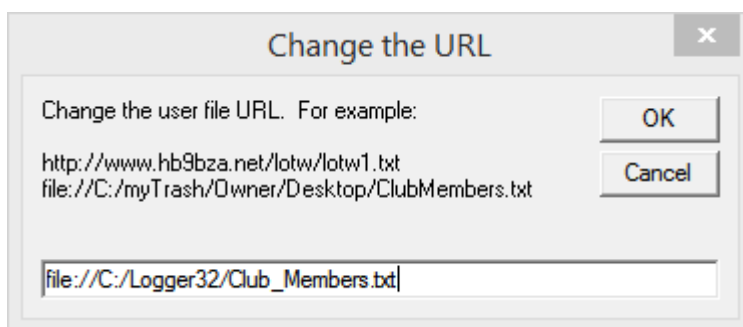 Change the URL
x
Change the user file URL.  For example:
OK
http://www.hb9bza.net/lotw/lotw1.txt
file://C:/myTrash/Owner/Desktop/ClubMembers.txt
Cancel
file://C:/Logger32/Club_Members.txt